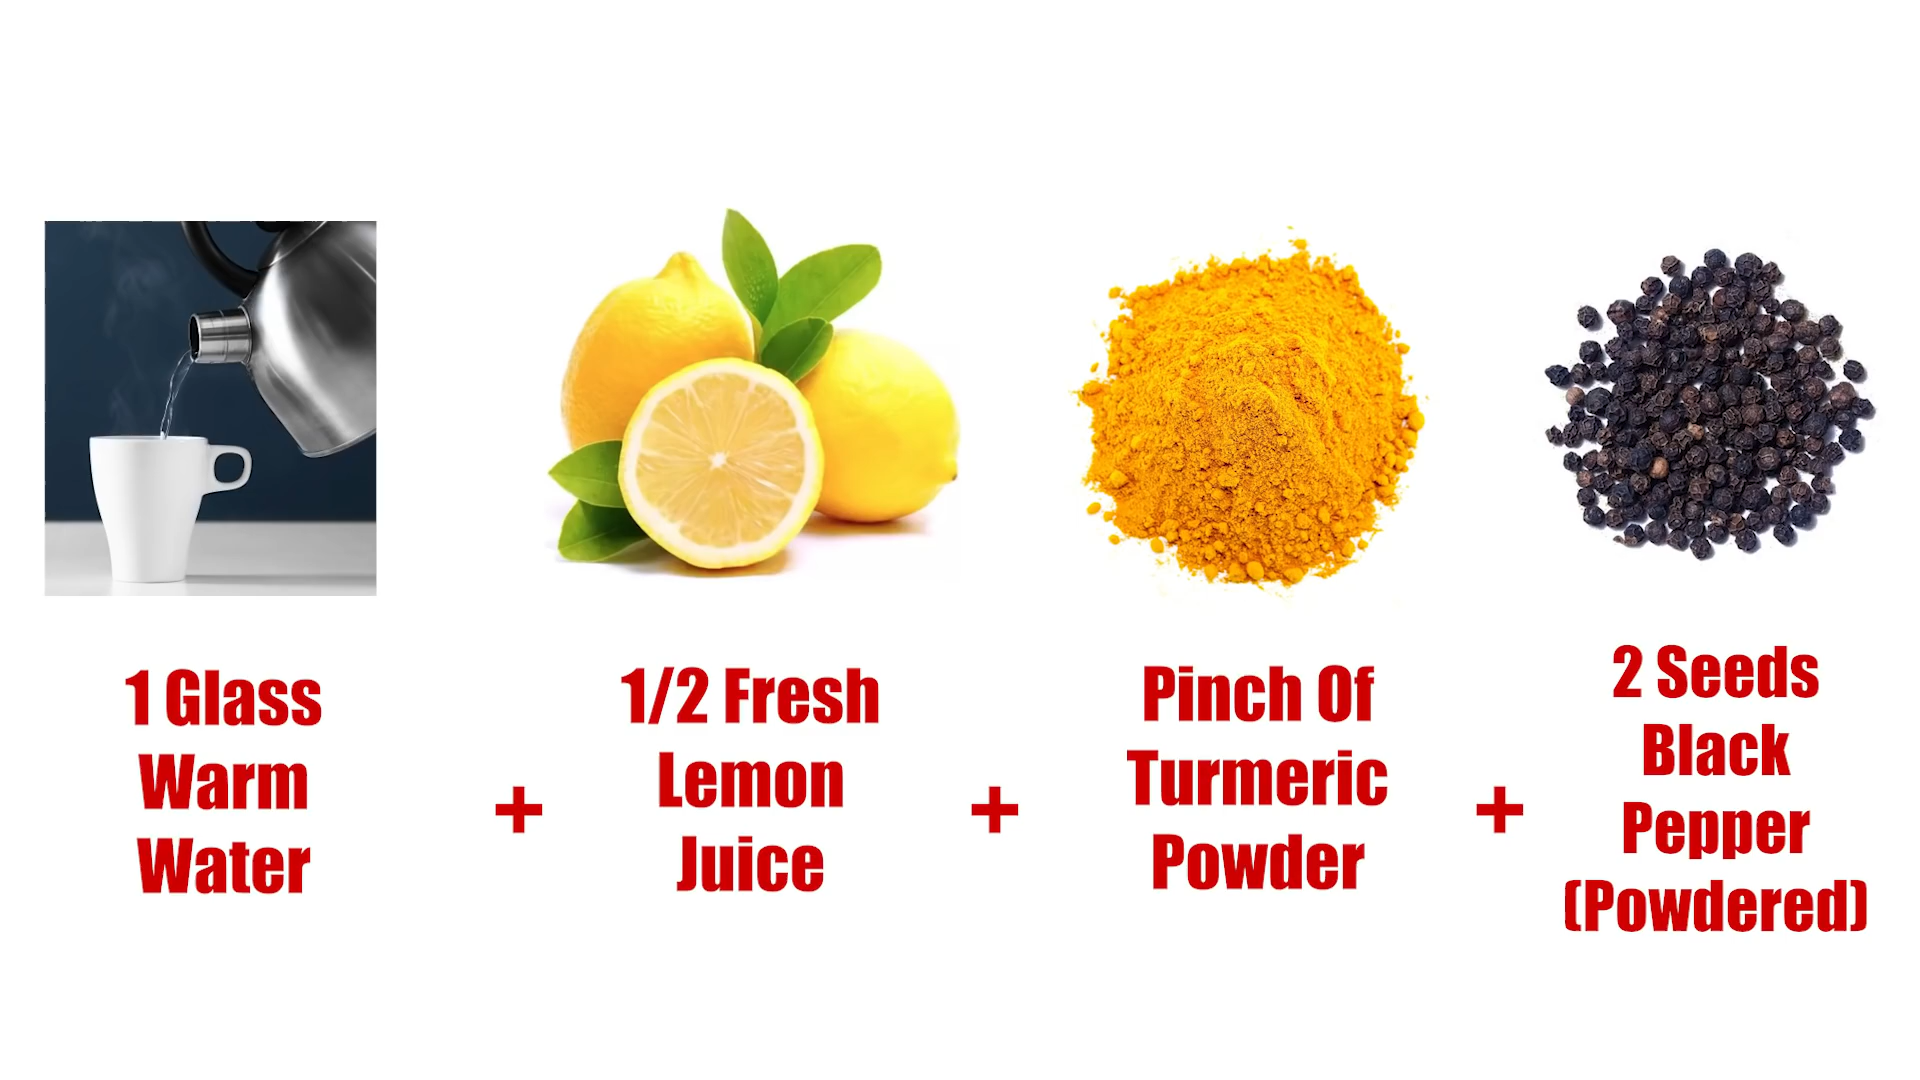 1 Glass
Warm
Water
+
1/2 Fresh
Lemon
Juice
+
Pinch Of
Turmeric
Powder
+
2 Seeds
Black
Pepper
(Powdered)